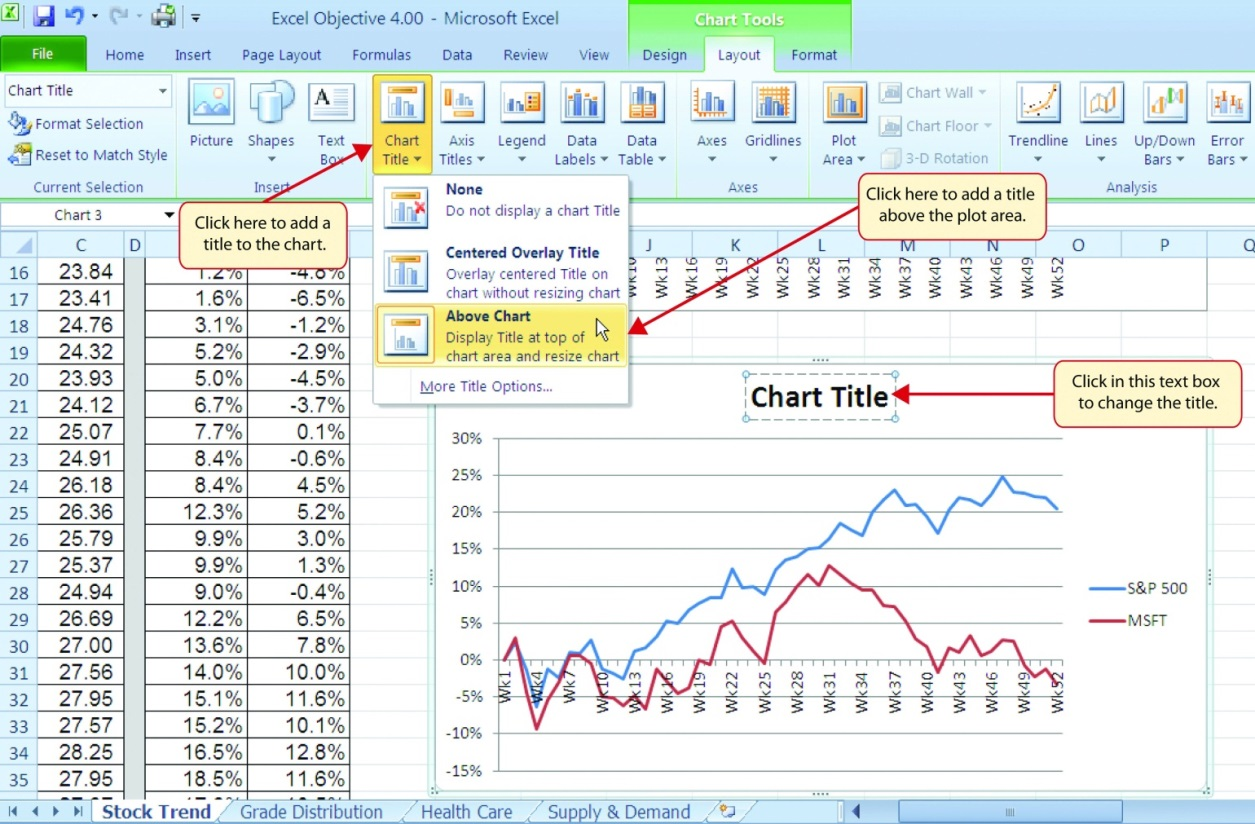 Excel Objective 4.00 - Microsoft Excel
Chart Tools
File Home Insert Page Layout Formulas Data Review View Design Layout Format
Chart Title
Format Selection
Reset to Match Style
Current Selection
Picture
Shapes
Text
Box
Insert
Chart
Title
Axis
Titles
Legend
Data
Labels
Data
Table
Axes
Gridlines
Axes
Plot
Area
Chart Wall
Chart Floor
3-D Rotation
Trendline
Lines
Up/Down
Bars
Error
Bars
Analysis
Chart 3
Click here to add a
title to the chart.
None
Do not display a chart Title
Centered Overlay Title
Overlay centered Title on
chart without resizing chart
Above Chart
Display Title at top of
chart area and resize chart
More Title Options...
Click here to add a title
above the plot area.
Click in this text box
to change the title.
C D J K L M N O P Q
16 23.84 1.2% -4.8%
17 23.41 1.6% -6.5%
18 24.76 3.1% -1.2%
19 24.32 5.2% -2.9%
20 23.93 5.0% -4.5%
21 24.12 6.7% -3.7%
22 25.07 7.7% 0.1%
23 24.91 8.4% -0.6%
24 26.18 8.4% 4.5%
25 26.36 12.3% 5.2%
26 25.79 9.9% 3.0%
27 25.37 9.9% 1.3%
28 24.94 9.0% -0.4%
29 26.69 12.2% 6.5%
30 27.00 13.6% 7.8%
31 27.56 14.0% 10.0%
32 27.95 15.1% 11.6%
33 27.57 15.2% 10.1%
34 28.25 16.5% 12.8%
35 27.95 18.5% 11.6%
Wk10 Wk13 Wk16 Wk19 Wk22 Wk25 Wk28 Wk31 Wk34 Wk37 Wk40 Wk43 Wk46 Wk49 Wk52
Chart Title
30%
25%
20%
15%
10%
5%
0%
-5%
-10%
-15%
Wk1 Wk4 Wk7 Wk10 Wk13 Wk16 Wk19 Wk22 Wk25 Wk28 Wk31 Wk34 Wk37 Wk40 Wk43 Wk46 Wk49 Wk52
S&P 500
MSFT
Stock Trend Grade Distribution Health Care Supply & Demand